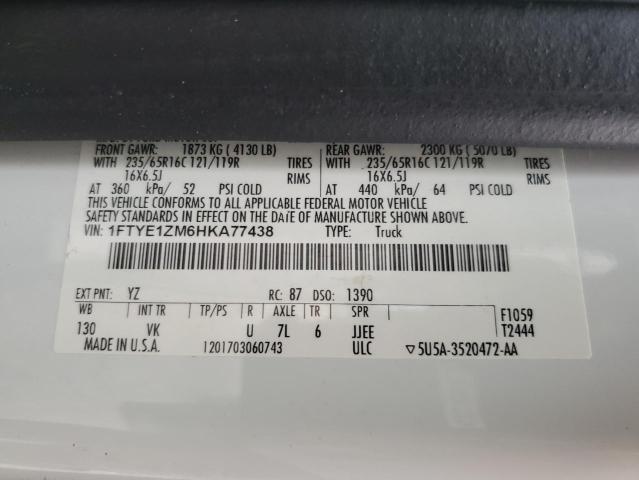 FRONT GAWR: 1873 KG ( 4130 LB) REAR GAWR: 2300 KG ( 5070 LB)
WITH 235/65R16C 121/119R TIRES WITH 235/65R16C 121/119R TIRES
16X6.5J RIMS 16X6.5J RIMS
AT 360 kPa/ 52 PSI COLD AT 440 kPa/ 64 PSI COLD
THIS VEHICLE CONFORMS TO ALL APPLICABLE FEDERAL MOTOR VEHICLE
SAFETY STANDARDS IN EFFECT ON THE DATE OF MANUFACTURE SHOWN ABOVE.
VIN: 1FTYE1ZM6HKA77438 TYPE: Truck
EXT PNT: YZ RC: 87 DSO: 1390
WB INT TR TP/PS R AXLE TR SPR F1059
130 VK U 7L 6 JJEE T2444
MADE IN U.S.A. 1201703060743 ULC ▽5U5A-3520472-AA